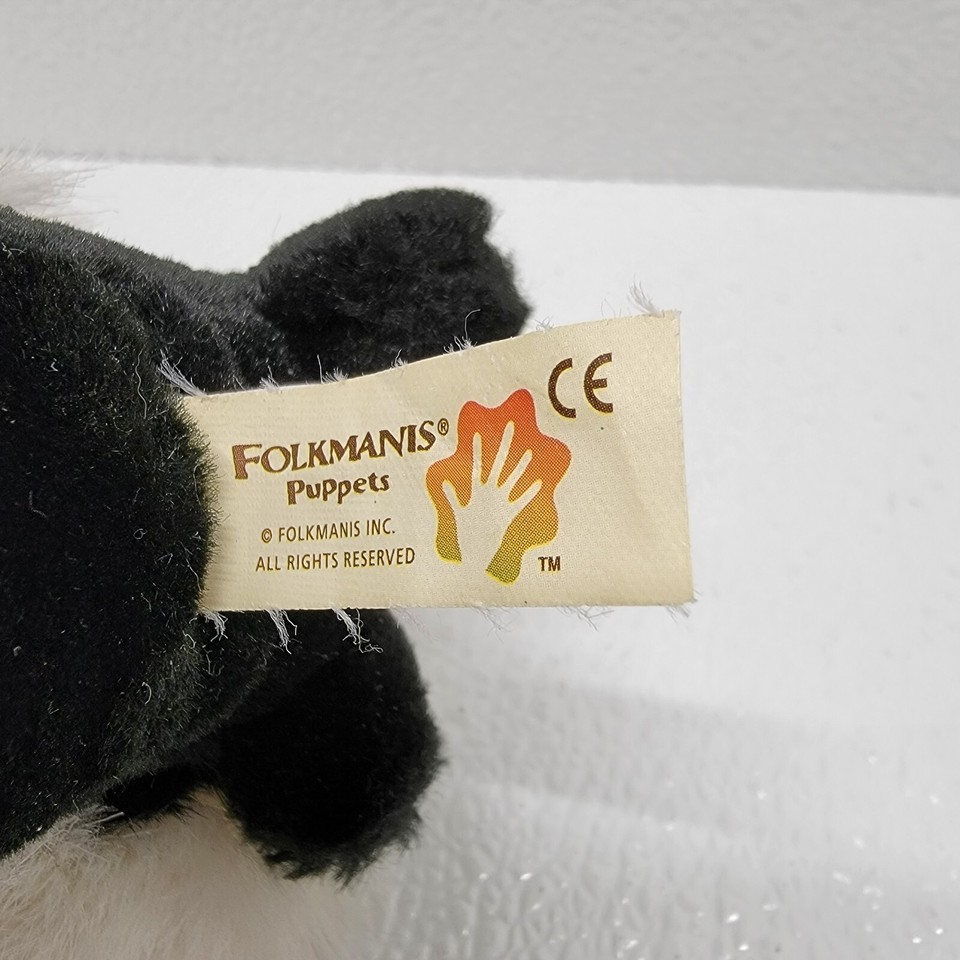 CE
FOLKMANIS®
Puppets
© FOLKMANIS INC.
ALL RIGHTS RESERVED
TM